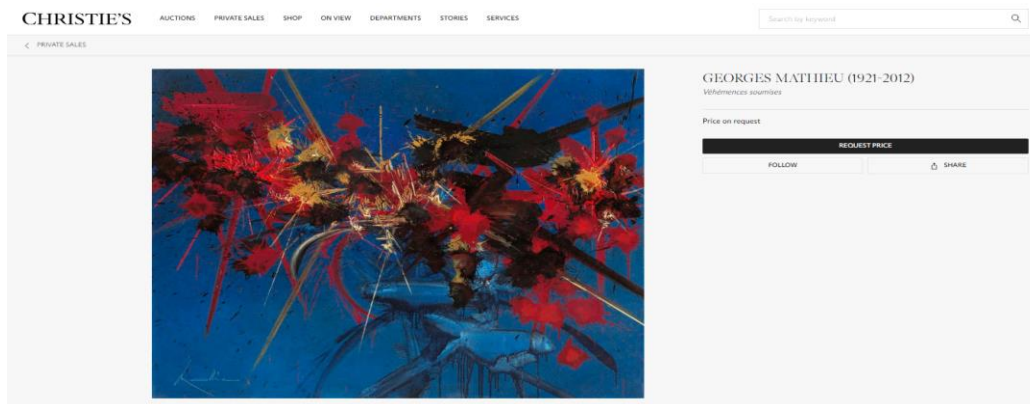 CHRISTIE'S AUCTIONS PRIVATE SALES SHOP ON VIEW DEPARTMENTS STORIES SERVICES Search by keyword
PRIVATE SALES
GEORGES MATHIEU (1921-2012)
Véhémences soumises
Price on request
REQUEST PRICE
FOLLOW SHARE